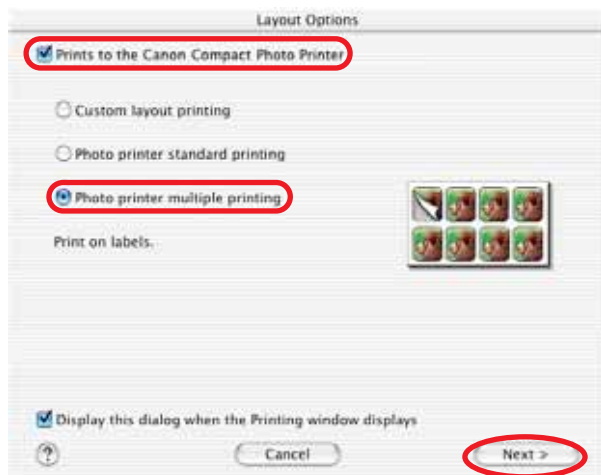 Layout Options
Prints to the Canon Compact Photo Printer
Custom layout printing
Photo printer standard printing
Photo printer multiple printing
Print on labels.
Display this dialog when the Printing window displays
? Cancel Next >